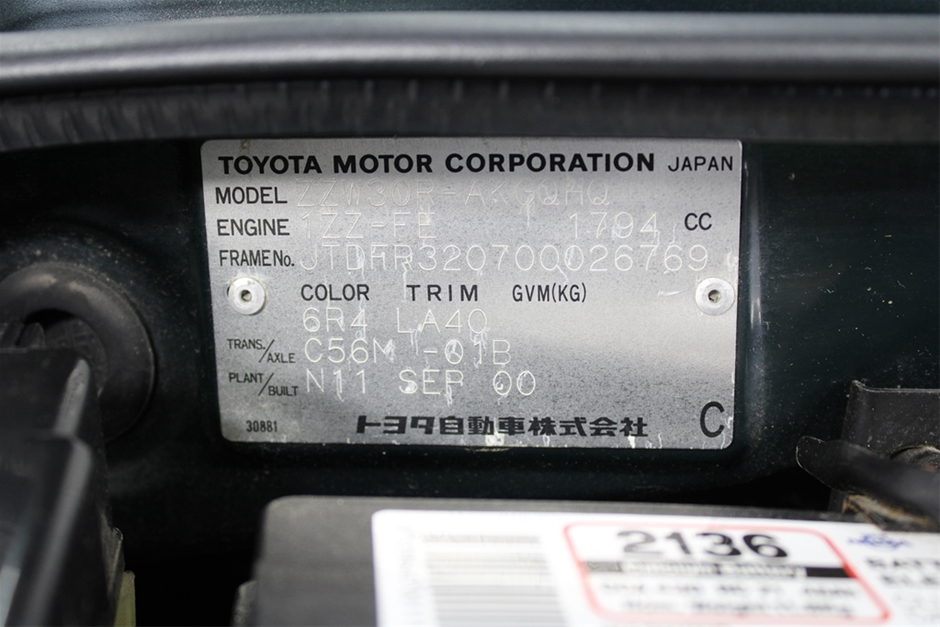 TOYOTA MOTOR CORPORATION JAPAN
MODEL ZZW30R-AKGQHQ
ENGINE 1ZZ-FE 1794 CC
FRAME No. JTDFR320700026769
COLOR TRIM GVM(KG)
6R4 LA40
TRANS./AXLE C56M -01B
PLANT/BUILT N11 SEP 00
30881 トヨタ自動車株式会社 C
2136